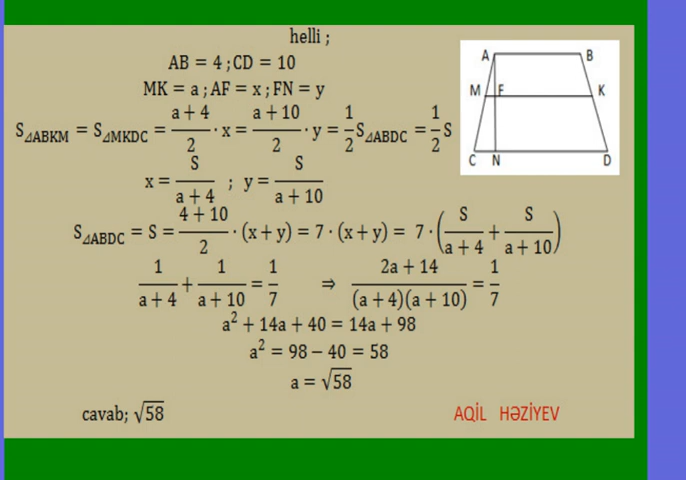 helli ;
AB = 4 ; CD = 10
MK = a ; AF = x ; FN = y
S⊿ABKM = S⊿MKDC = (a + 4)/2 · x = (a + 10)/2 · y = 1/2 S⊿ABDC = 1/2 S
x = S/(a + 4) ; y = S/(a + 10)
S⊿ABDC = S = (4 + 10)/2 · (x + y) = 7 · (x + y) = 7 · (S/(a + 4) + S/(a + 10))
1/(a + 4) + 1/(a + 10) = 1/7 ⇒ (2a + 14)/((a + 4)(a + 10)) = 1/7
a² + 14a + 40 = 14a + 98
a² = 98 − 40 = 58
a = √58
cavab; √58
AQİL HƏZİYEV
A B
M F K
C N D